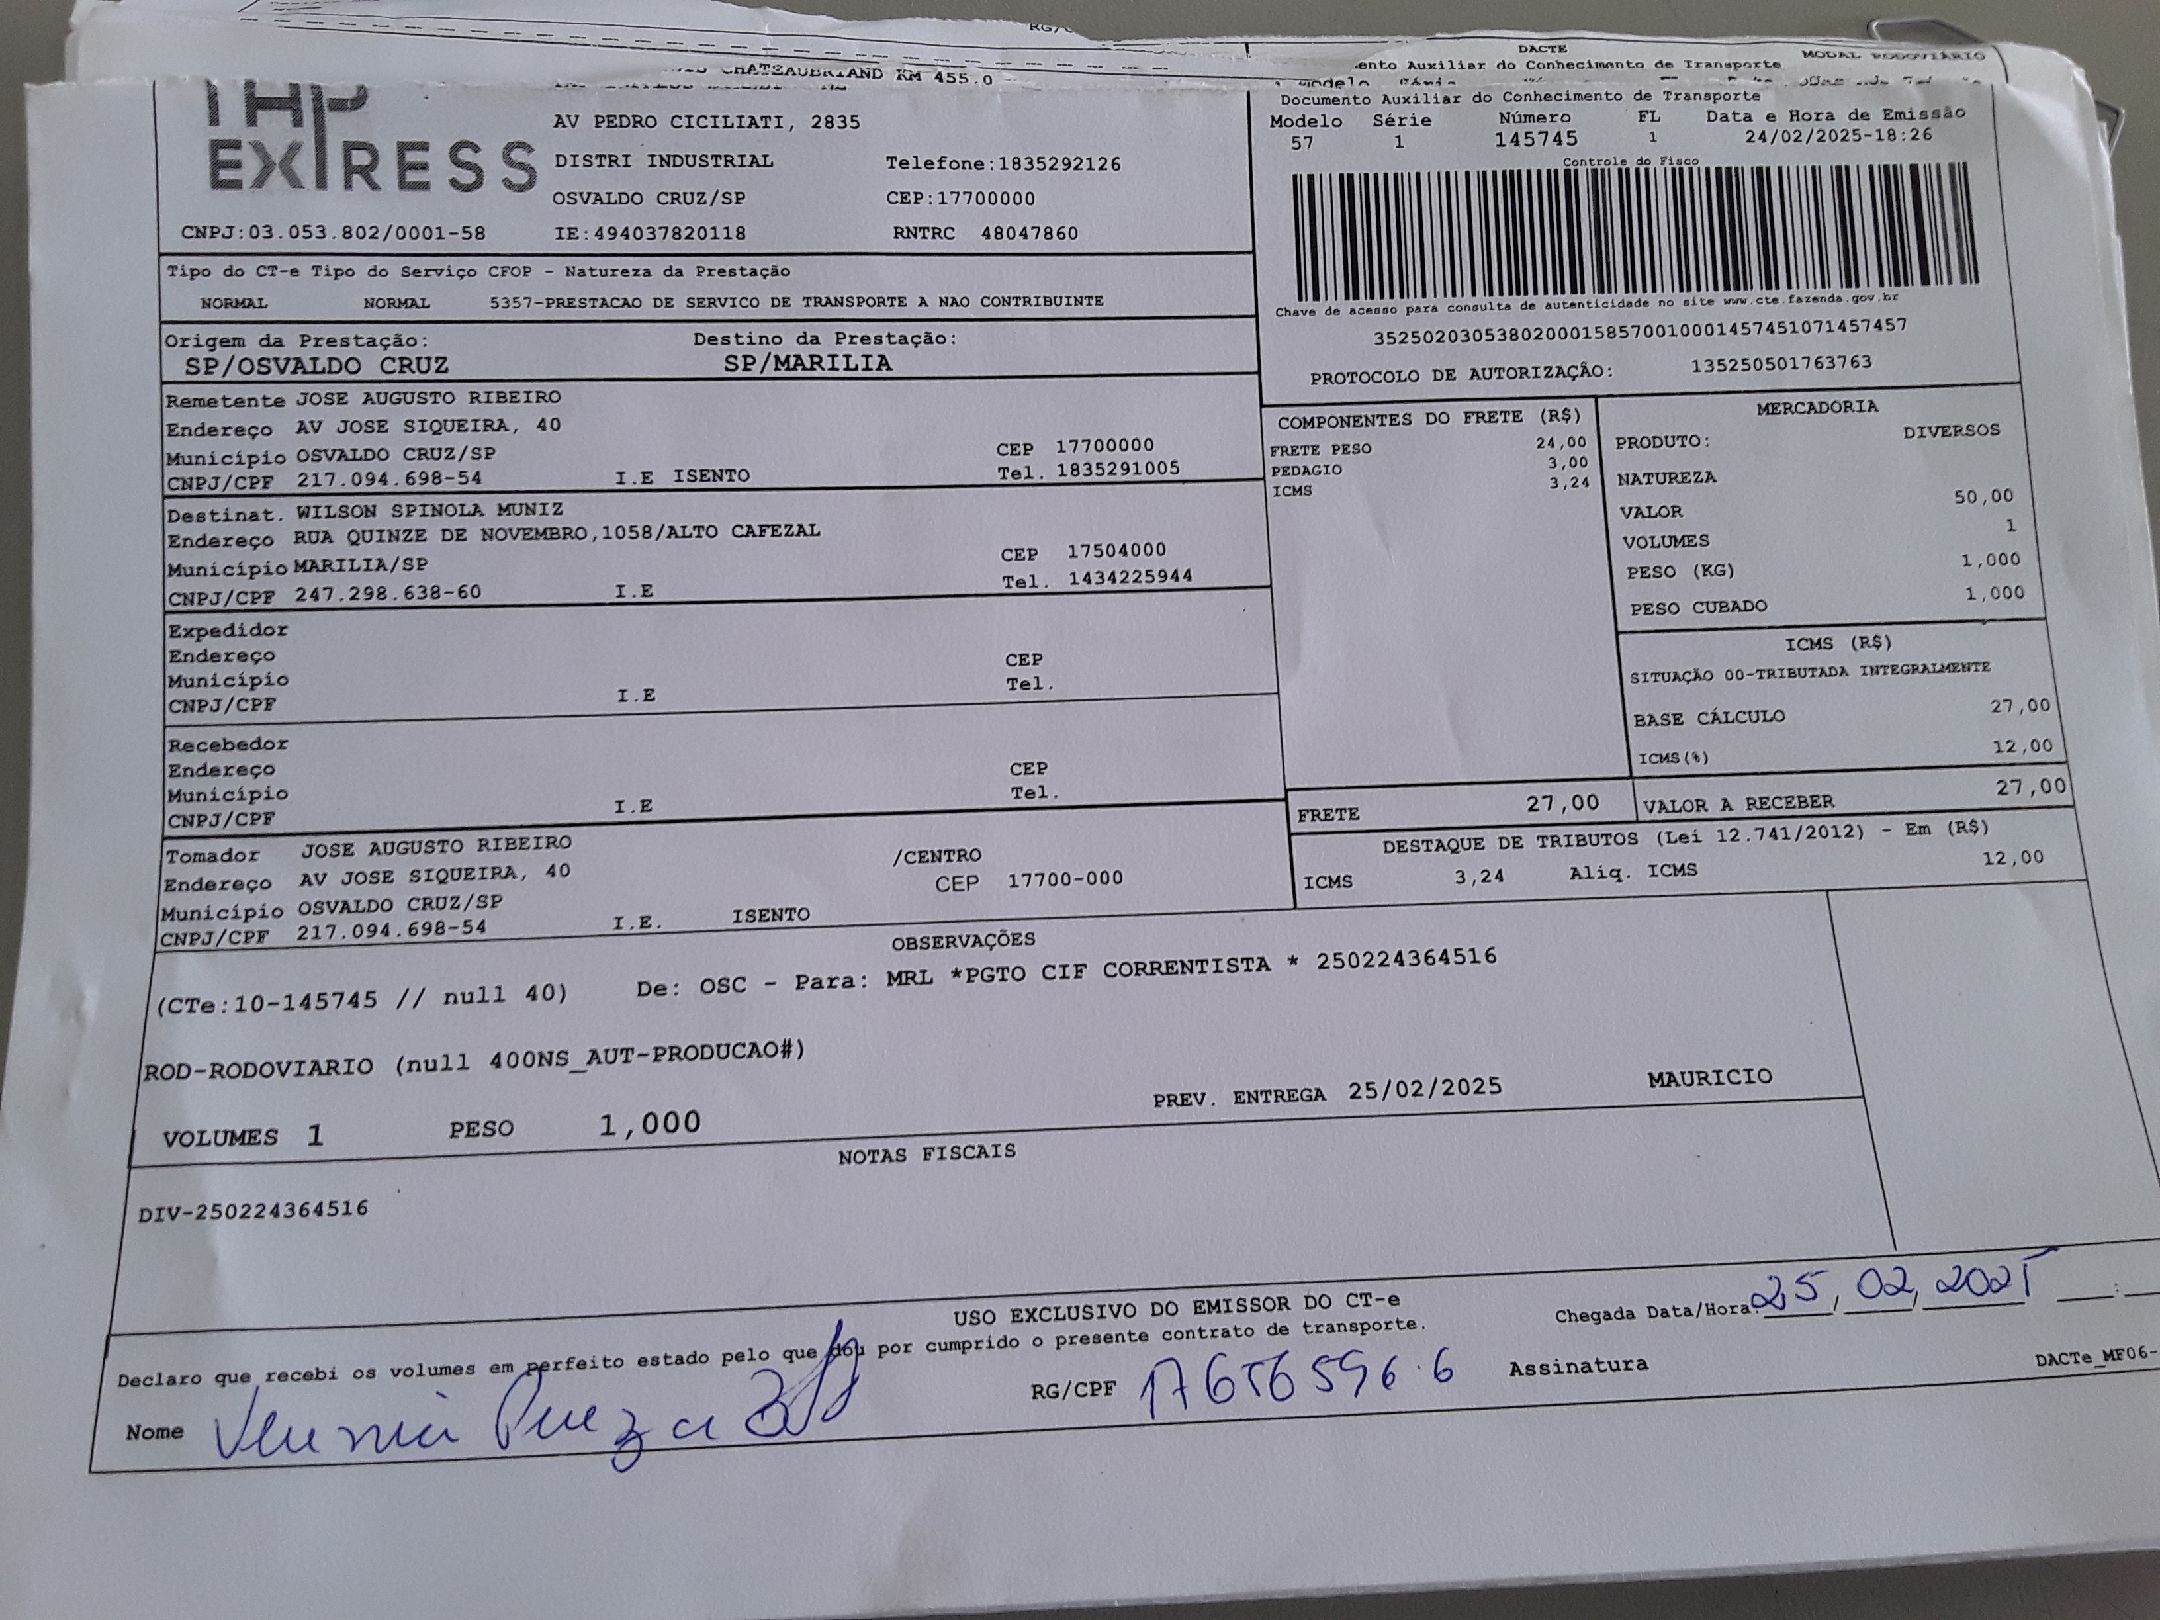 RG/C
DACTE
MODAL RODOVIÁRIO
CHATEAUBRIAND KM 455.0
ento Auxiliar do Conhecimento de Transporte
EXPRESS
AV PEDRO CICILIATI, 2835
DISTRI INDUSTRIAL Telefone:1835292126
OSVALDO CRUZ/SP CEP:17700000
CNPJ:03.053.802/0001-58 IE:494037820118 RNTRC 48047860
Documento Auxiliar do Conhecimento de Transporte
Modelo Série Número FL Data e Hora de Emissão
57 1 145745 1 24/02/2025-18:26
Controle do Fisco
Chave de acesso para consulta de autenticidade no site www.cte.fazenda.gov.br
35250203053802000158570010001457451071457457
PROTOCOLO DE AUTORIZAÇÃO: 135250501763763
Tipo do CT-e Tipo do Serviço CFOP - Natureza da Prestação
NORMAL NORMAL 5357-PRESTACAO DE SERVICO DE TRANSPORTE A NAO CONTRIBUINTE
Origem da Prestação: Destino da Prestação:
SP/OSVALDO CRUZ SP/MARILIA
Remetente JOSE AUGUSTO RIBEIRO
Endereço AV JOSE SIQUEIRA, 40
Município OSVALDO CRUZ/SP CEP 17700000
CNPJ/CPF 217.094.698-54 I.E ISENTO Tel. 1835291005
Destinat. WILSON SPINOLA MUNIZ
Endereço RUA QUINZE DE NOVEMBRO,1058/ALTO CAFEZAL
Município MARILIA/SP CEP 17504000
CNPJ/CPF 247.298.638-60 I.E Tel. 1434225944
Expedidor
Endereço
Município CEP
CNPJ/CPF I.E Tel.
Recebedor
Endereço
Município CEP
CNPJ/CPF I.E Tel.
Tomador JOSE AUGUSTO RIBEIRO
Endereço AV JOSE SIQUEIRA, 40 /CENTRO
Município OSVALDO CRUZ/SP CEP 17700-000
CNPJ/CPF 217.094.698-54 I.E. ISENTO
COMPONENTES DO FRETE (R$)
FRETE PESO 24,00
PEDAGIO 3,00
ICMS 3,24
MERCADORIA
PRODUTO: DIVERSOS
NATUREZA
VALOR 50,00
VOLUMES 1
PESO (KG) 1,000
PESO CUBADO 1,000
ICMS (R$)
SITUAÇÃO 00-TRIBUTADA INTEGRALMENTE
BASE CÁLCULO 27,00
ICMS(%) 12,00
FRETE 27,00 VALOR A RECEBER 27,00
DESTAQUE DE TRIBUTOS (Lei 12.741/2012) - Em (R$)
ICMS 3,24 Aliq. ICMS 12,00
OBSERVAÇÕES
(CTe:10-145745 // null 40) De: OSC - Para: MRL *PGTO CIF CORRENTISTA * 250224364516
ROD-RODOVIARIO (null 400NS_AUT-PRODUCAO#)
PREV. ENTREGA 25/02/2025 MAURICIO
VOLUMES 1 PESO 1,000
NOTAS FISCAIS
DIV-250224364516
USO EXCLUSIVO DO EMISSOR DO CT-e
Declaro que recebi os volumes em perfeito estado pelo que dou por cumprido o presente contrato de transporte.
Chegada Data/Hora: 25/02/2025
Nome
RG/CPF 17656596.6 Assinatura
DACTe_MF06-